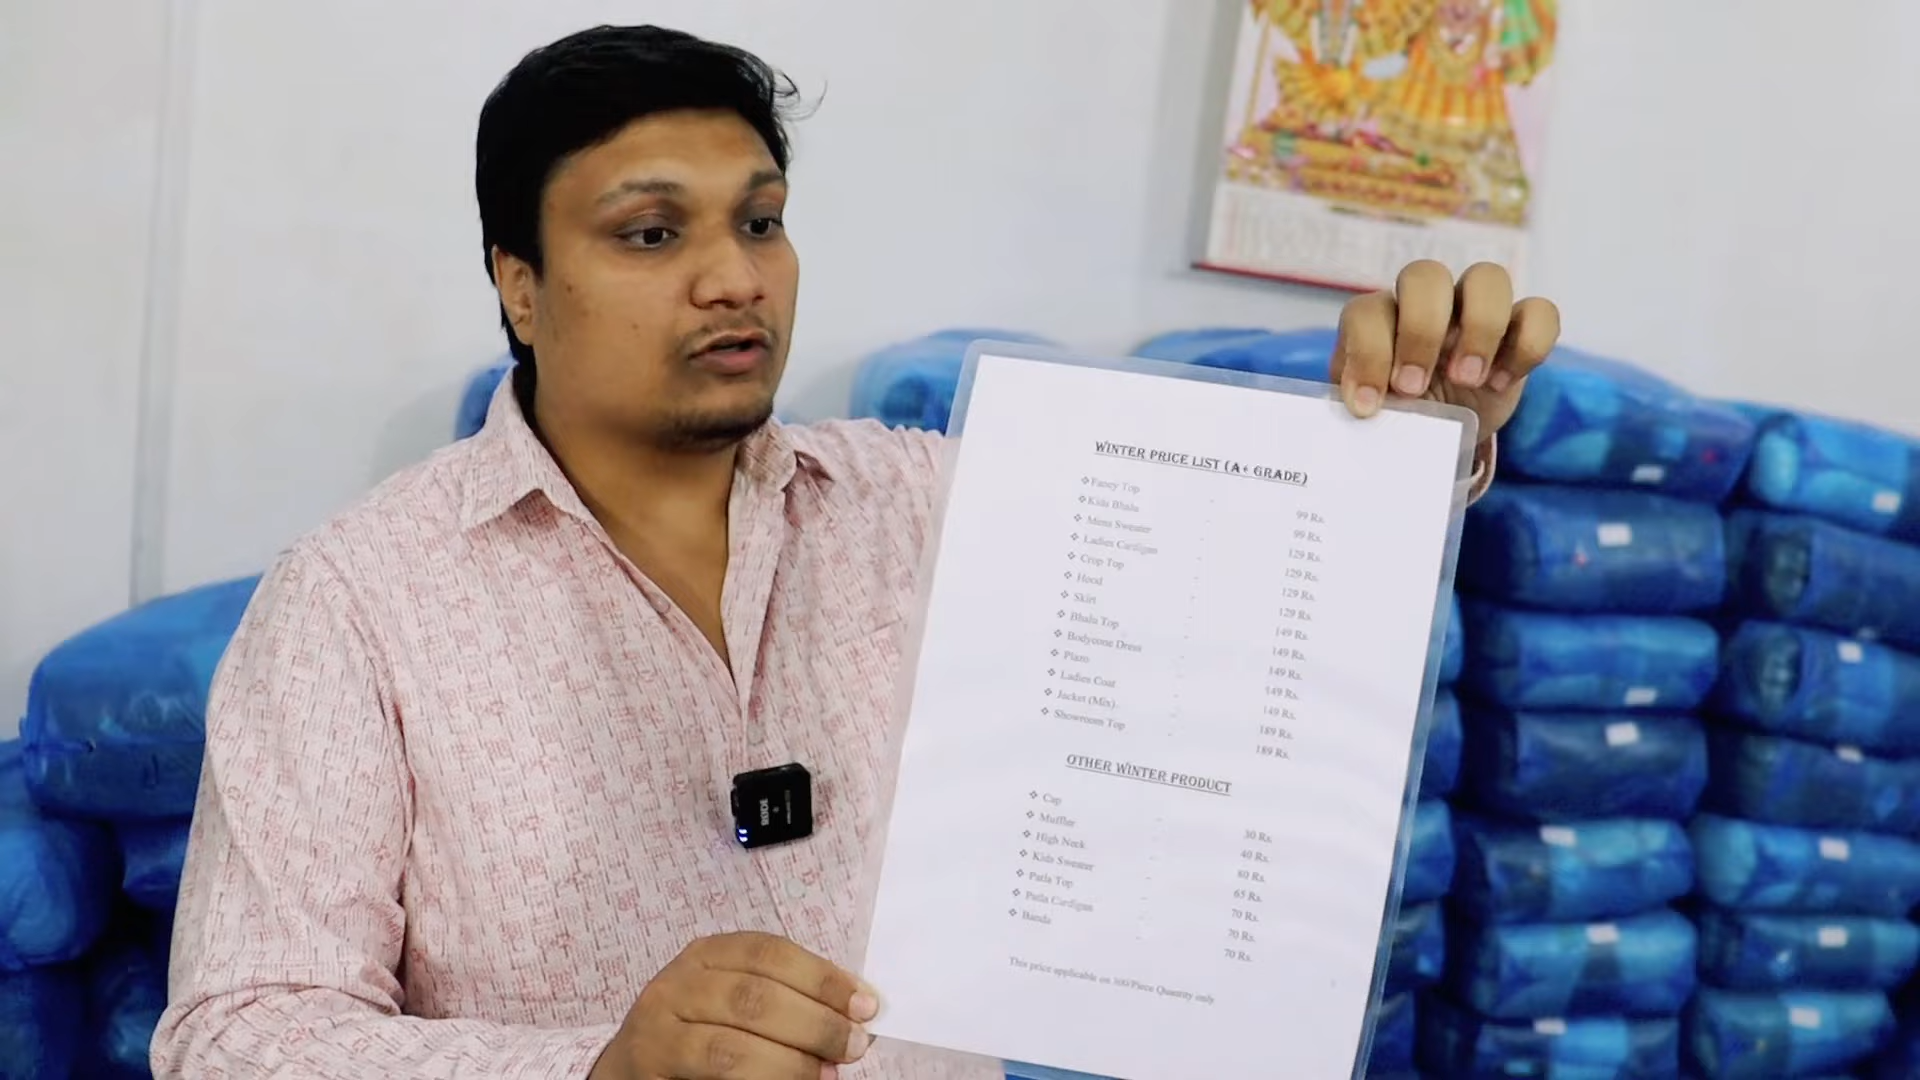 WINTER PRICE LIST (A+ GRADE)
❖ Fancy Top - 99 Rs.
❖ Kids Bhalu - 99 Rs.
❖ Mens Sweater - 129 Rs.
❖ Ladies Cardigan - 129 Rs.
❖ Crop Top - 129 Rs.
❖ Hood - 129 Rs.
❖ Skirt - 149 Rs.
❖ Bhalu Top - 149 Rs.
❖ Bodycone Dress - 149 Rs.
❖ Plazo - 149 Rs.
❖ Ladies Coat - 149 Rs.
❖ Jacket (Mix) - 189 Rs.
❖ Showroom Top - 189 Rs.
OTHER WINTER PRODUCT
❖ Cap - 30 Rs.
❖ Muffler - 40 Rs.
❖ High Neck - 80 Rs.
❖ Kids Sweater - 65 Rs.
❖ Patla Top - 70 Rs.
❖ Patla Cardigan - 70 Rs.
❖ Banda - 70 Rs.
This price applicable on 300/Piece Quantity only
RODE